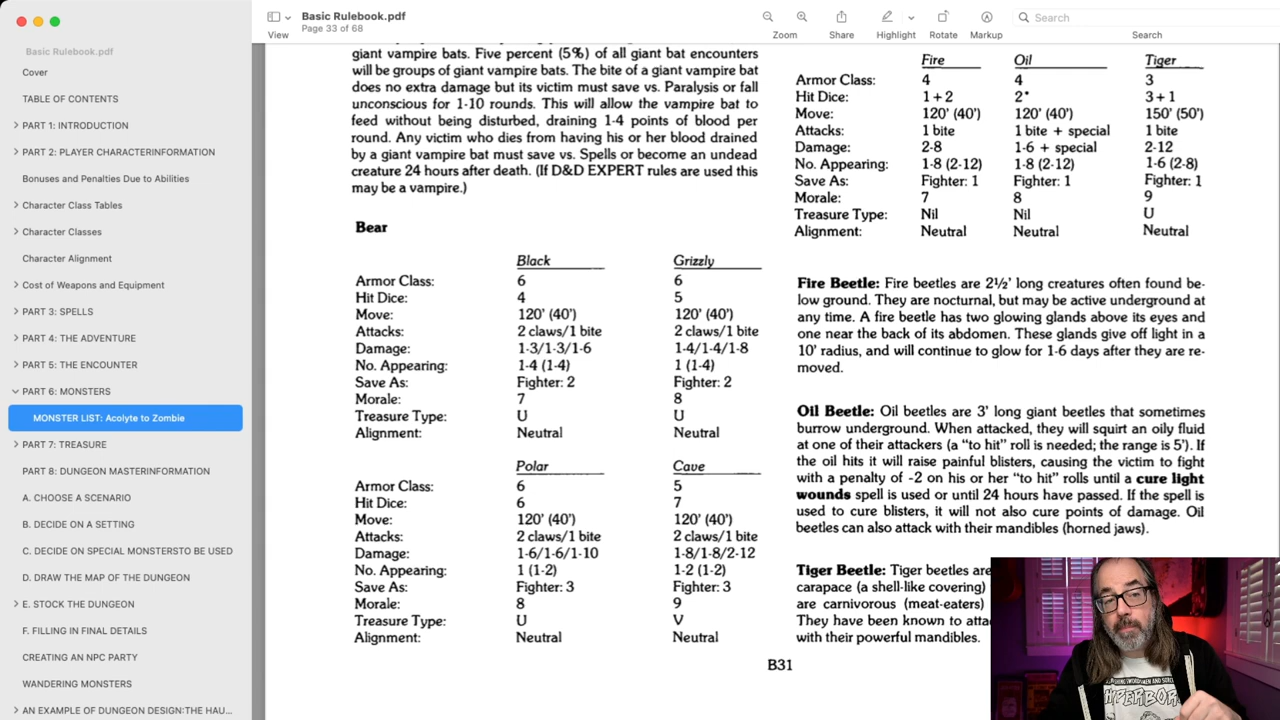 Basic Rulebook.pdf
Page 33 of 68
View
Zoom
Share
Highlight
Rotate
Markup
Search
Search
Basic Rulebook.pdf
Cover
TABLE OF CONTENTS
PART 1: INTRODUCTION
PART 2: PLAYER CHARACTERINFORMATION
Bonuses and Penalties Due to Abilities
Character Class Tables
Character Classes
Character Alignment
Cost of Weapons and Equipment
PART 3: SPELLS
PART 4: THE ADVENTURE
PART 5: THE ENCOUNTER
PART 6: MONSTERS
MONSTER LIST: Acolyte to Zombie
PART 7: TREASURE
PART 8: DUNGEON MASTERINFORMATION
A. CHOOSE A SCENARIO
B. DECIDE ON A SETTING
C. DECIDE ON SPECIAL MONSTERSTO BE USED
D. DRAW THE MAP OF THE DUNGEON
E. STOCK THE DUNGEON
F. FILLING IN FINAL DETAILS
CREATING AN NPC PARTY
WANDERING MONSTERS
AN EXAMPLE OF DUNGEON DESIGN:THE HAU...
giant vampire bats. Five percent (5%) of all giant bat encounters
will be groups of giant vampire bats. The bite of a giant vampire bat
does no extra damage but its victim must save vs. Paralysis or fall
unconscious for 1-10 rounds. This will allow the vampire bat to
feed without being disturbed, draining 1-4 points of blood per
round. Any victim who dies from having his or her blood drained
by a giant vampire bat must save vs. Spells or become an undead
creature 24 hours after death. (If D&D EXPERT rules are used this
may be a vampire.)
Bear
Black Grizzly
Armor Class: 6 6
Hit Dice: 4 5
Move: 120' (40') 120' (40')
Attacks: 2 claws/1 bite 2 claws/1 bite
Damage: 1-3/1-3/1-6 1-4/1-4/1-8
No. Appearing: 1-4 (1-4) 1 (1-4)
Save As: Fighter: 2 Fighter: 2
Morale: 7 8
Treasure Type: U U
Alignment: Neutral Neutral
Polar Cave
Armor Class: 6 5
Hit Dice: 6 7
Move: 120' (40') 120' (40')
Attacks: 2 claws/1 bite 2 claws/1 bite
Damage: 1-6/1-6/1-10 1-8/1-8/2-12
No. Appearing: 1 (1-2) 1-2 (1-2)
Save As: Fighter: 3 Fighter: 3
Morale: 8 9
Treasure Type: U V
Alignment: Neutral Neutral
Fire Oil Tiger
Armor Class: 4 4 3
Hit Dice: 1 + 2 2* 3 + 1
Move: 120' (40') 120' (40') 150' (50')
Attacks: 1 bite 1 bite + special 1 bite
Damage: 2-8 1-6 + special 2-12
No. Appearing: 1-8 (2-12) 1-8 (2-12) 1-6 (2-8)
Save As: Fighter: 1 Fighter: 1 Fighter: 1
Morale: 7 8 9
Treasure Type: Nil Nil U
Alignment: Neutral Neutral Neutral
Fire Beetle: Fire beetles are 2½' long creatures often found be-
low ground. They are nocturnal, but may be active underground at
any time. A fire beetle has two glowing glands above its eyes and
one near the back of its abdomen. These glands give off light in a
10' radius, and will continue to glow for 1-6 days after they are re-
moved.
Oil Beetle: Oil beetles are 3' long giant beetles that sometimes
burrow underground. When attacked, they will squirt an oily fluid
at one of their attackers (a "to hit" roll is needed; the range is 5'). If
the oil hits it will raise painful blisters, causing the victim to fight
with a penalty of -2 on his or her "to hit" rolls until a cure light
wounds spell is used or until 24 hours have passed. If the spell is
used to cure blisters, it will not also cure points of damage. Oil
beetles can also attack with their mandibles (horned jaws).
Tiger Beetle: Tiger beetles are
carapace (a shell-like covering)
are carnivorous (meat-eaters)
They have been known to atta
with their powerful mandibles.
B31